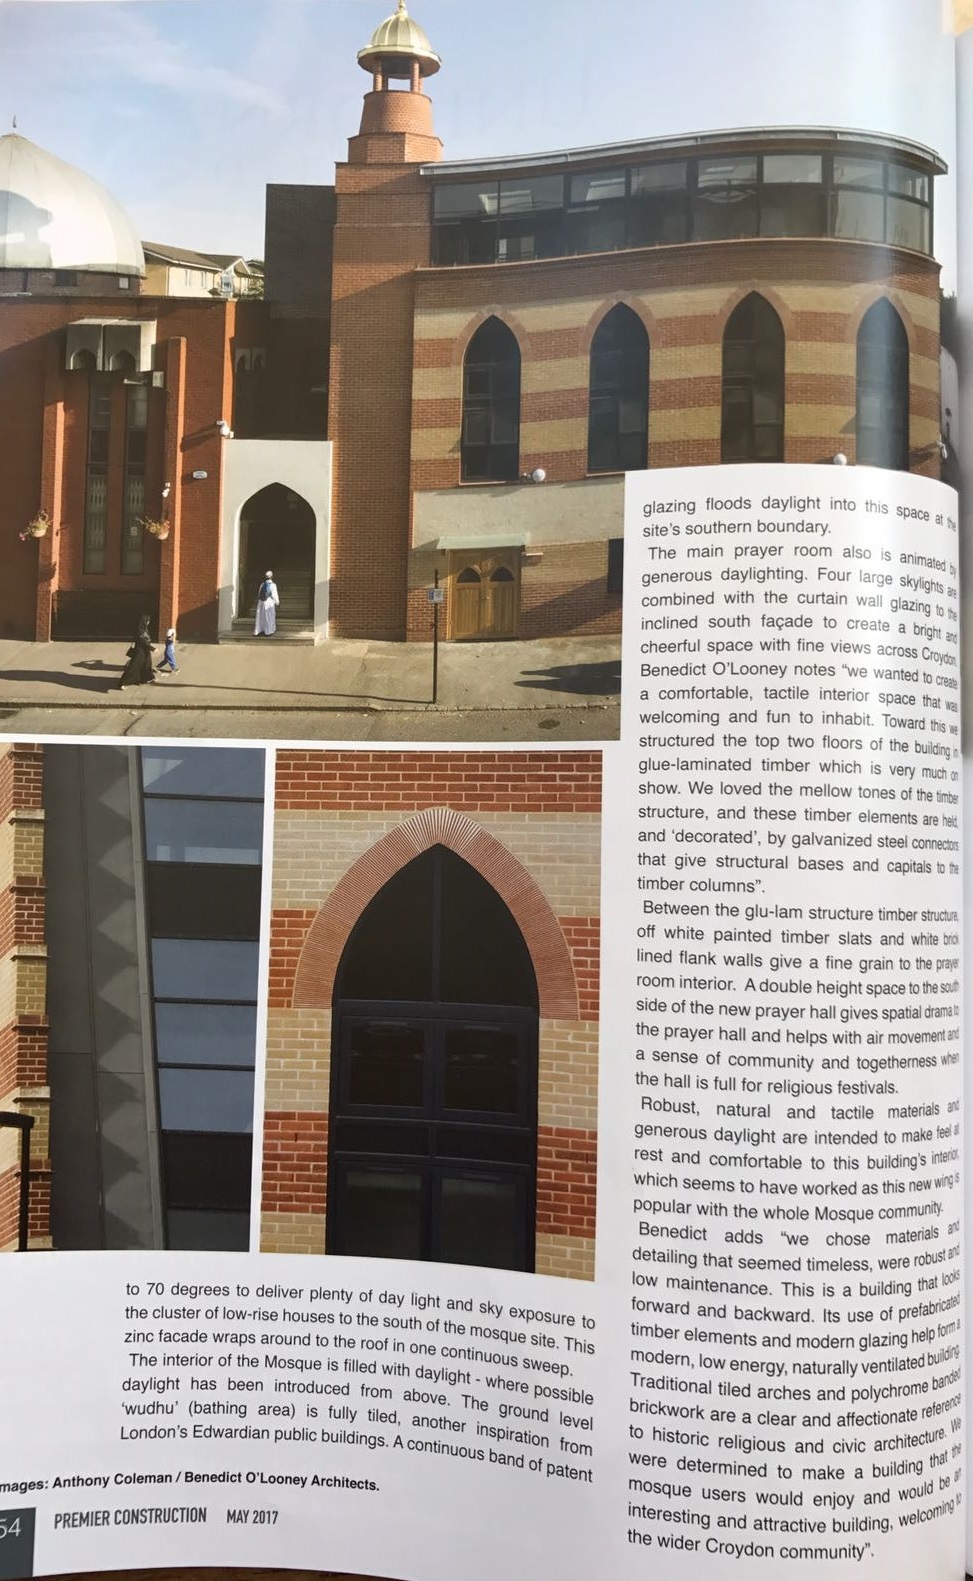 to 70 degrees to deliver plenty of day light and sky exposure to
the cluster of low-rise houses to the south of the mosque site. This
zinc facade wraps around to the roof in one continuous sweep.
The interior of the Mosque is filled with daylight - where possible
daylight has been introduced from above. The ground level
‘wudhu’ (bathing area) is fully tiled, another inspiration from
London’s Edwardian public buildings. A continuous band of patent
glazing floods daylight into this space at the
site’s southern boundary.
The main prayer room also is animated by
generous daylighting. Four large skylights are
combined with the curtain wall glazing to the
inclined south façade to create a bright and
cheerful space with fine views across Croydon.
Benedict O’Looney notes “we wanted to create
a comfortable, tactile interior space that was
welcoming and fun to inhabit. Toward this we
structured the top two floors of the building in
glue-laminated timber which is very much on
show. We loved the mellow tones of the timber
structure, and these timber elements are held,
and ‘decorated’, by galvanized steel connectors
that give structural bases and capitals to the
timber columns”.
Between the glu-lam structure timber structure,
off white painted timber slats and white brick
lined flank walls give a fine grain to the prayer
room interior. A double height space to the south
side of the new prayer hall gives spatial drama to
the prayer hall and helps with air movement and
a sense of community and togetherness when
the hall is full for religious festivals.
Robust, natural and tactile materials and
generous daylight are intended to make feel at
rest and comfortable to this building’s interior,
which seems to have worked as this new wing is
popular with the whole Mosque community.
Benedict adds “we chose materials and
detailing that seemed timeless, were robust and
low maintenance. This is a building that looks
forward and backward. Its use of prefabricated
timber elements and modern glazing help form a
modern, low energy, naturally ventilated building.
Traditional tiled arches and polychrome banded
brickwork are a clear and affectionate reference
to historic religious and civic architecture. We
were determined to make a building that the
mosque users would enjoy and would be an
interesting and attractive building, welcoming to
the wider Croydon community”.
mages: Anthony Coleman / Benedict O’Looney Architects.
54 PREMIER CONSTRUCTION MAY 2017